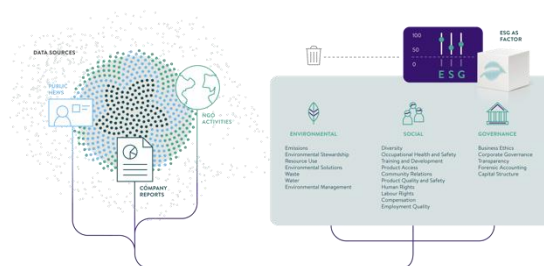 DATA SOURCES
PUBLIC
NEWS
NGO
ACTIVITIES
COMPANY
REPORTS
100
50
0
E S G
ESG AS
FACTOR
ENVIRONMENTAL
Emissions
Environmental Stewardship
Resource Use
Environmental Solutions
Waste
Water
Environmental Management
SOCIAL
Diversity
Occupational Health and Safety
Training and Development
Product Access
Community Relations
Product Quality and Safety
Human Rights
Labour Rights
Compensation
Employment Quality
GOVERNANCE
Business Ethics
Corporate Governance
Transparency
Forensic Accounting
Capital Structure